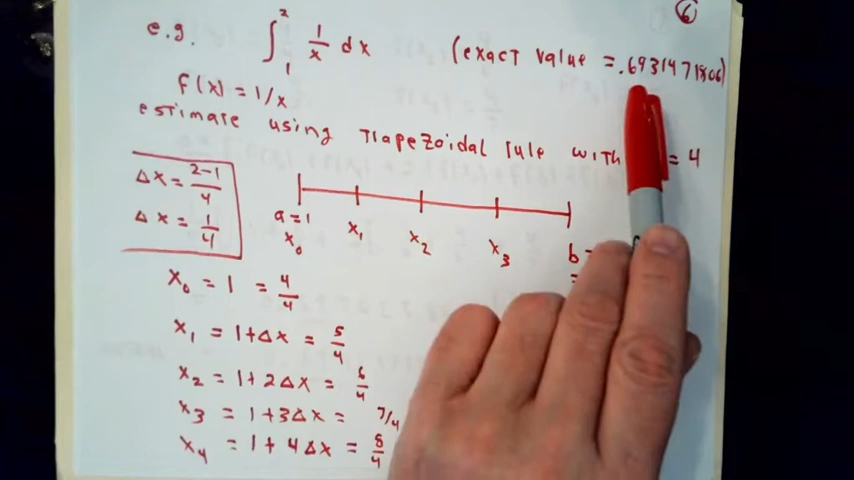 6
e.g. ∫₁² 1/x dx (exact value = .6931471806)
f(x) = 1/x
estimate using Trapezoidal rule with = 4
Δx = 2-1/4
Δx = 1/4
a = 1 b =
x₀ x₁ x₂ x₃ =
x₀ = 1 = 4/4
x₁ = 1+Δx = 5/4
x₂ = 1+2Δx = 6/4
x₃ = 1+3Δx = 7/4
x₄ = 1+4Δx = 8/4